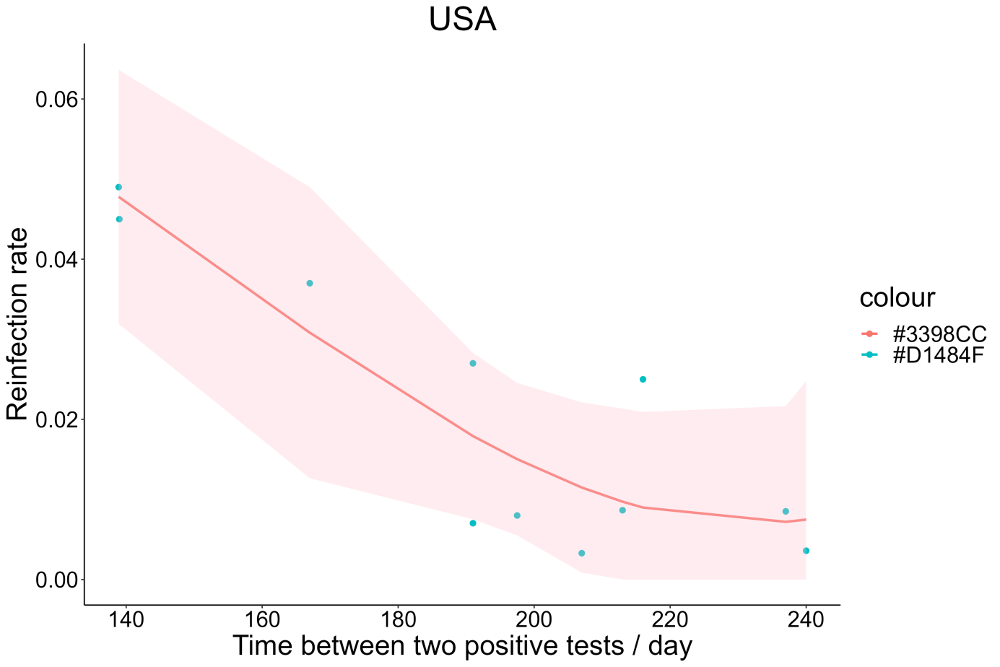 USA
Reinfection rate
0.06
0.04
0.02
0.00
140 160 180 200 220 240
Time between two positive tests / day
colour
#3398CC
#D1484F